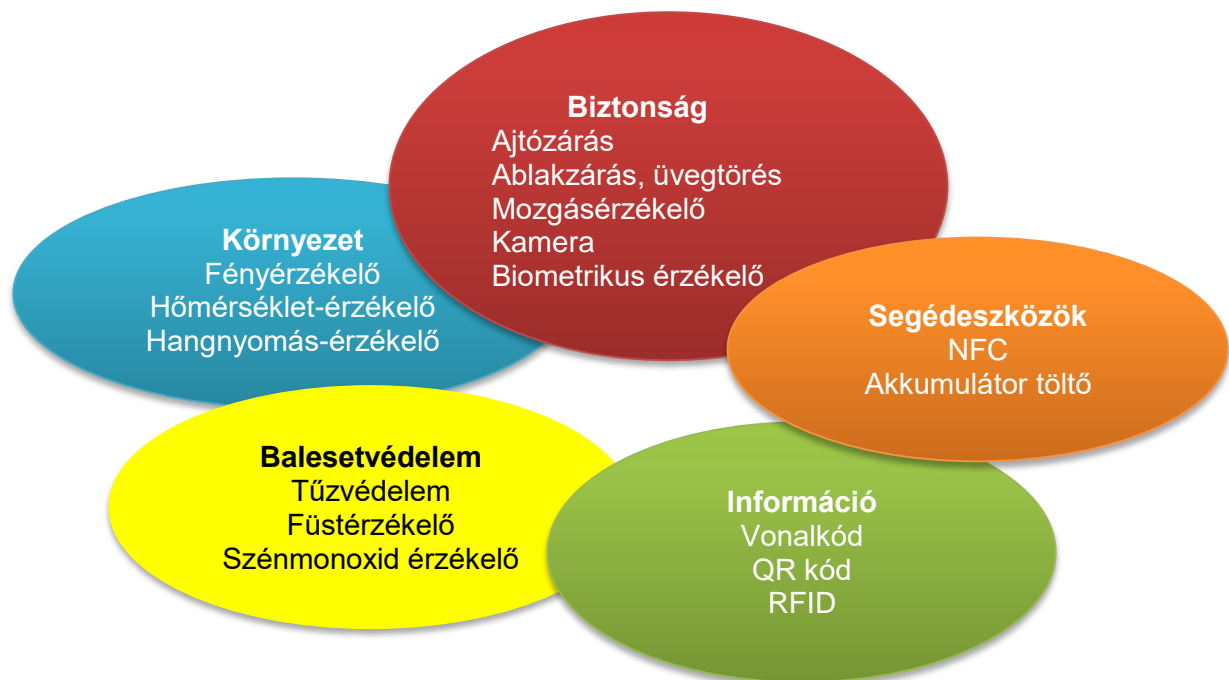 Biztonság
Ajtózárás
Ablakzárás, üvegtörés
Mozgásérzékelő
Kamera
Biometrikus érzékelő
Környezet
Fényérzékelő
Hőmérséklet-érzékelő
Hangnyomás-érzékelő
Segédeszközök
NFC
Akkumulátor töltő
Balesetvédelem
Tűzvédelem
Füstérzékelő
Szénmonoxid érzékelő
Információ
Vonalkód
QR kód
RFID